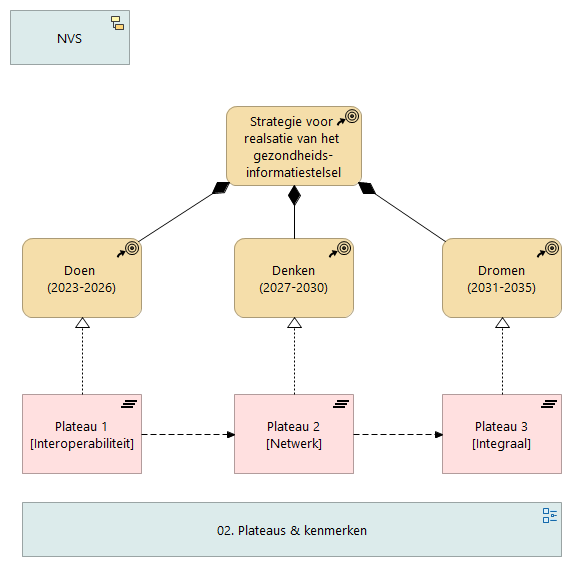 NVS
Strategie voor
realsatie van het
gezondheids-
informatiestelsel
Doen
(2023-2026)
Denken
(2027-2030)
Dromen
(2031-2035)
Plateau 1
[Interoperabiliteit]
Plateau 2
[Netwerk]
Plateau 3
[Integraal]
02. Plateaus & kenmerken